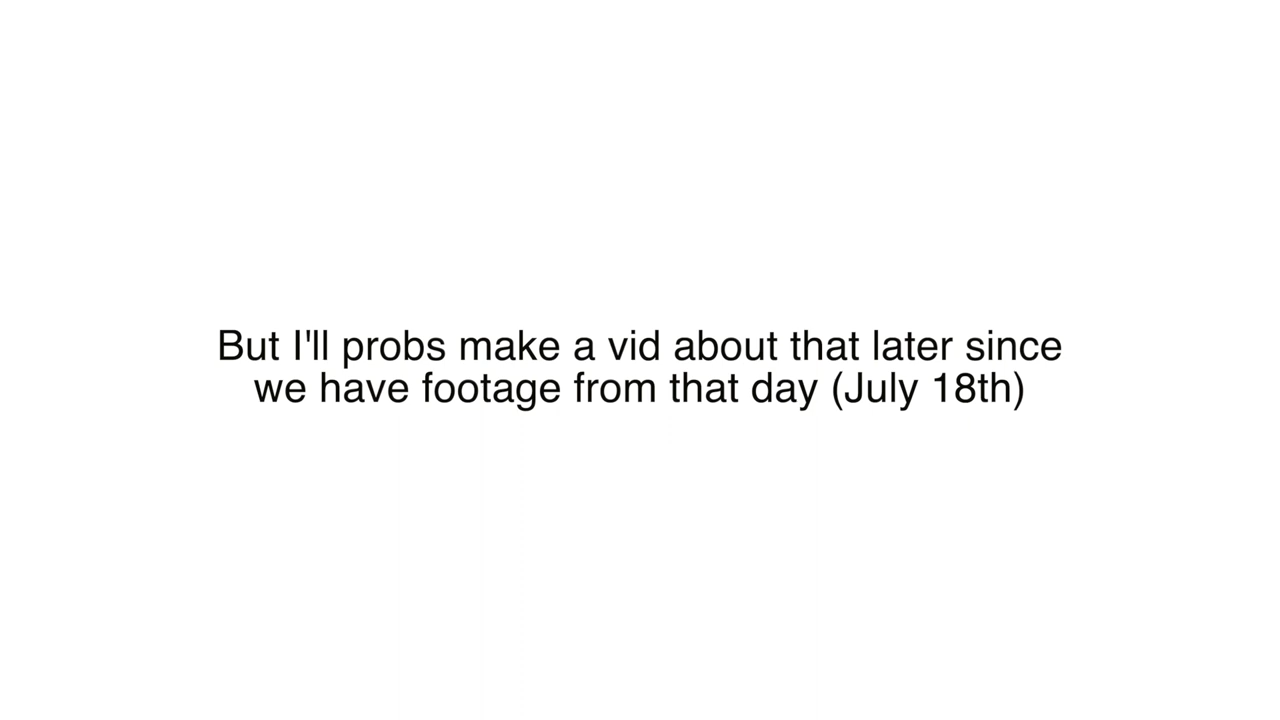 But I'll probs make a vid about that later since
we have footage from that day (July 18th)